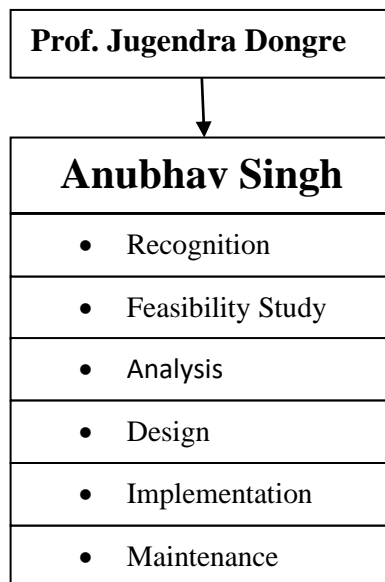 Prof. Jugendra Dongre
Anubhav Singh
• Recognition
• Feasibility Study
• Analysis
• Design
• Implementation
• Maintenance